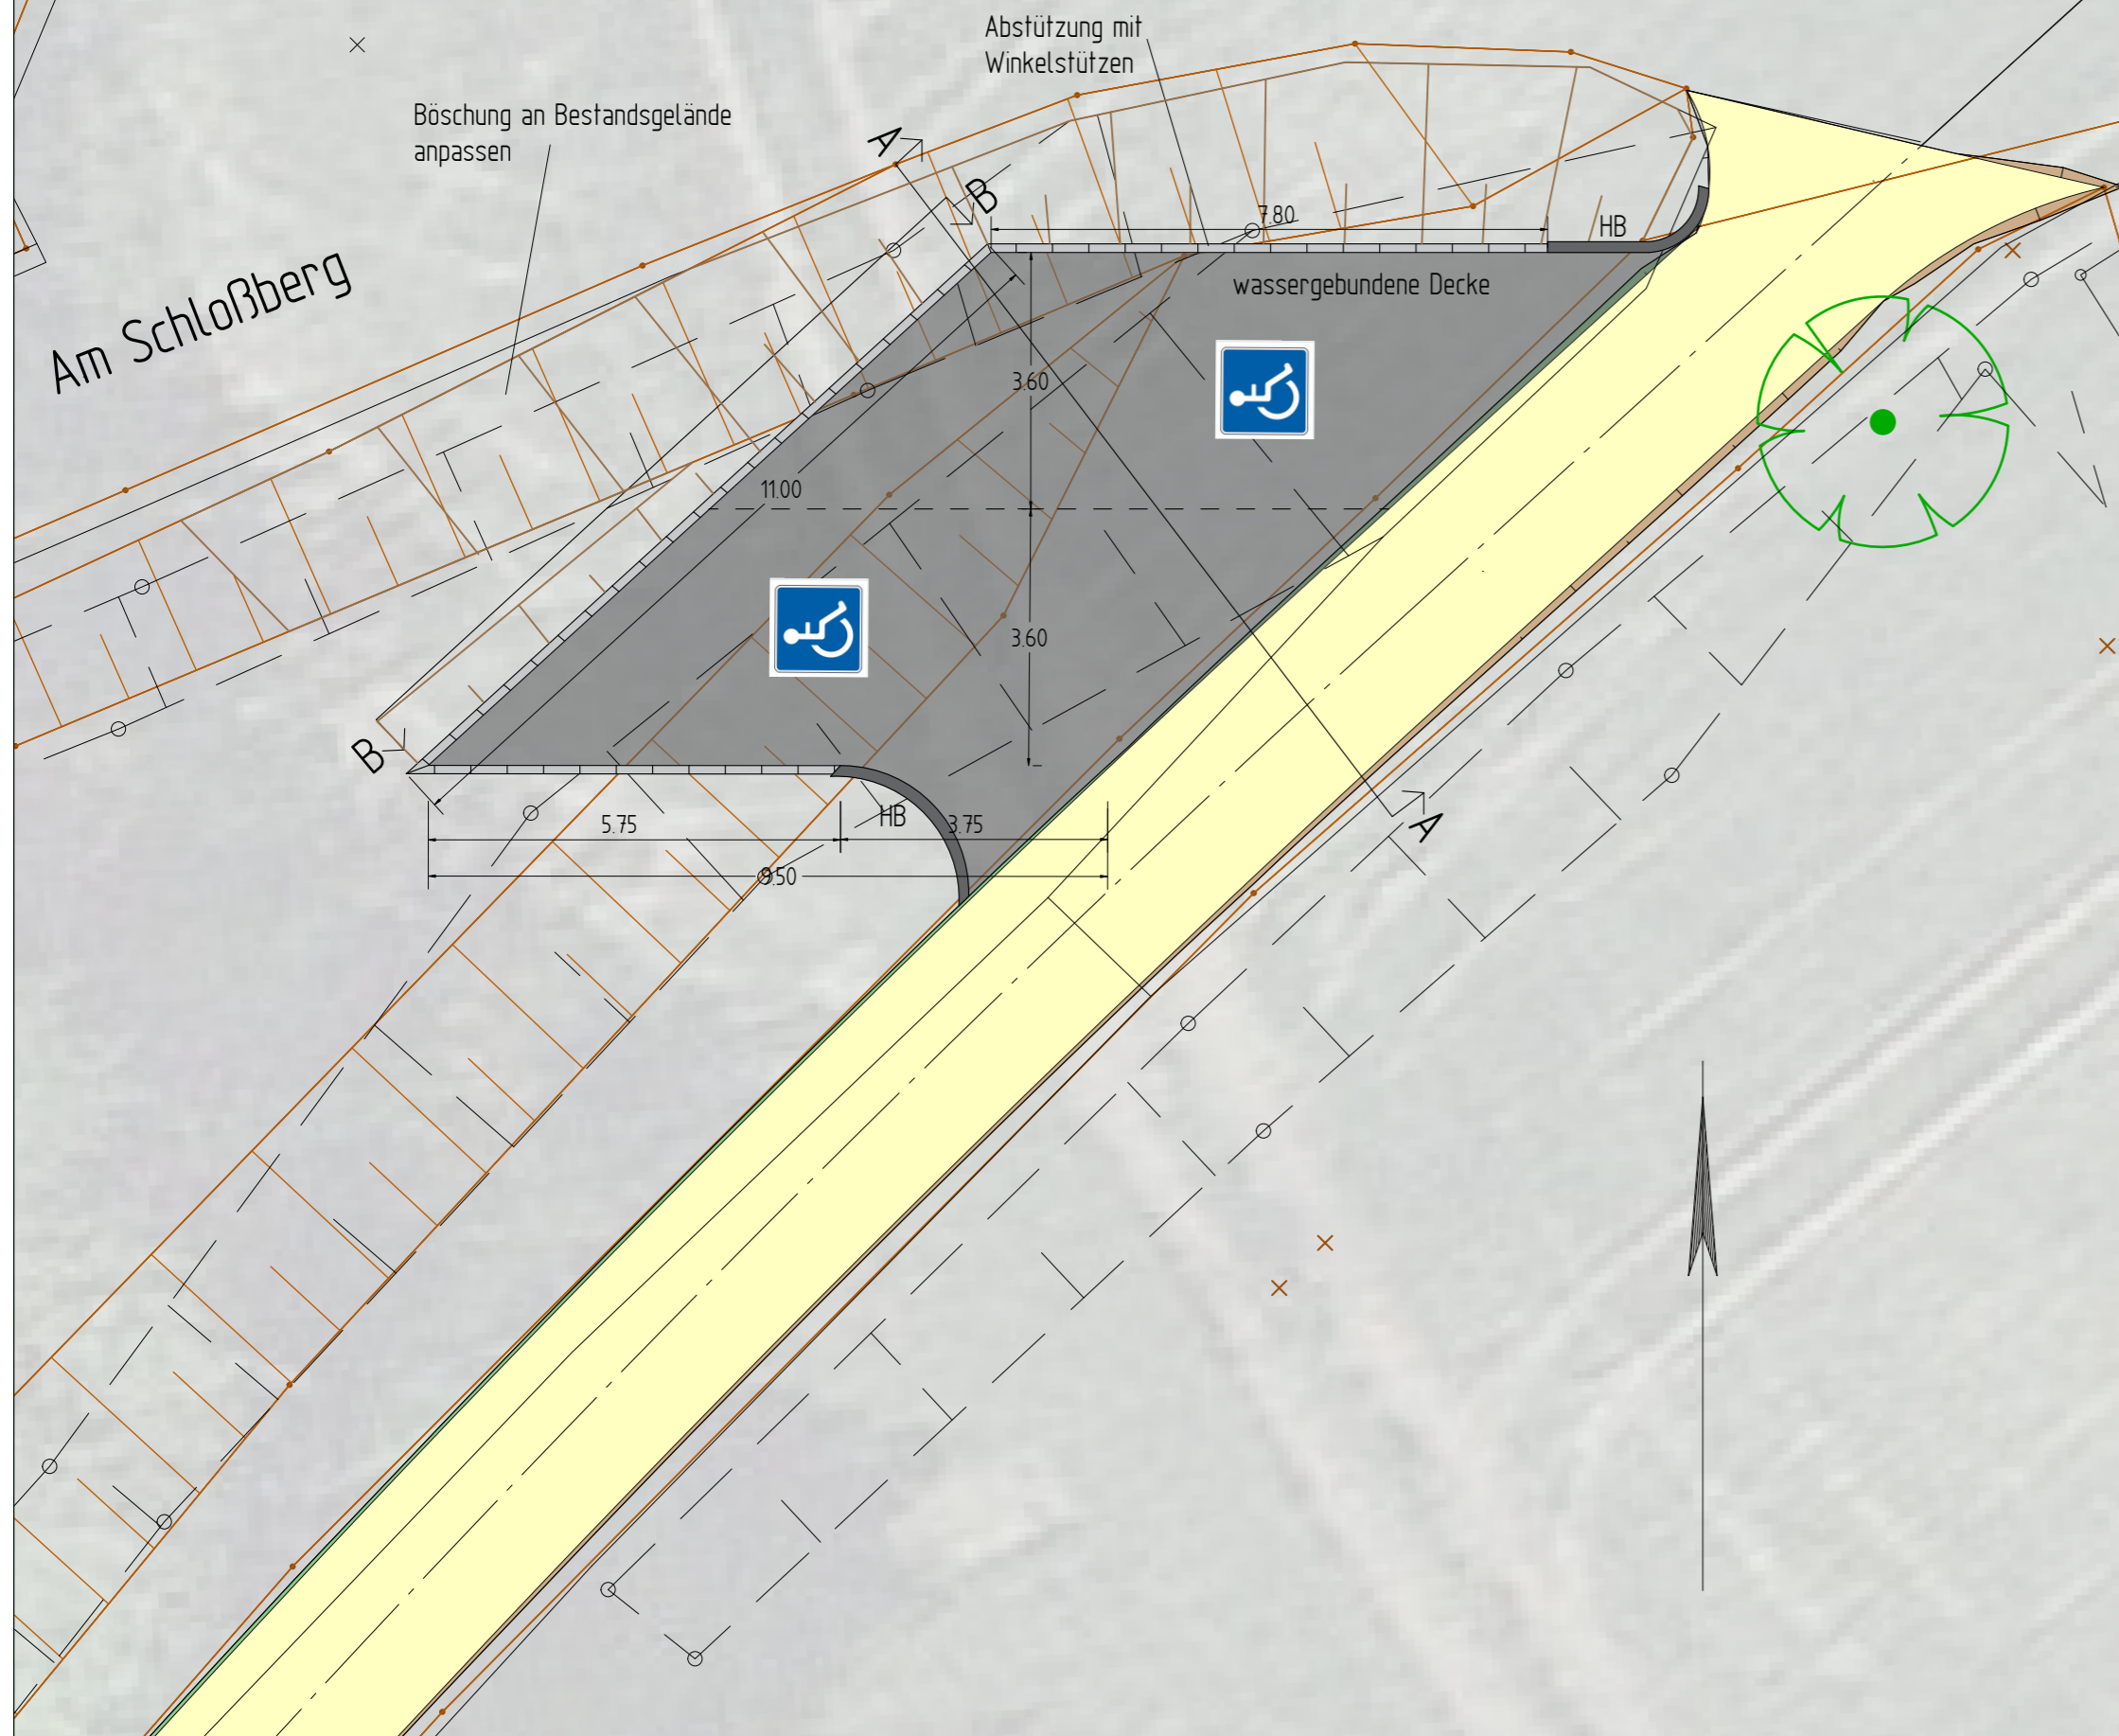 Abstützung mit
Winkelstützen
Böschung an Bestandsgelände
anpassen
A
B
7.80
HB
wassergebundene Decke
Am Schloßberg
3.60
11.00
3.60
B
HB
5.75
3.75
A
9.50